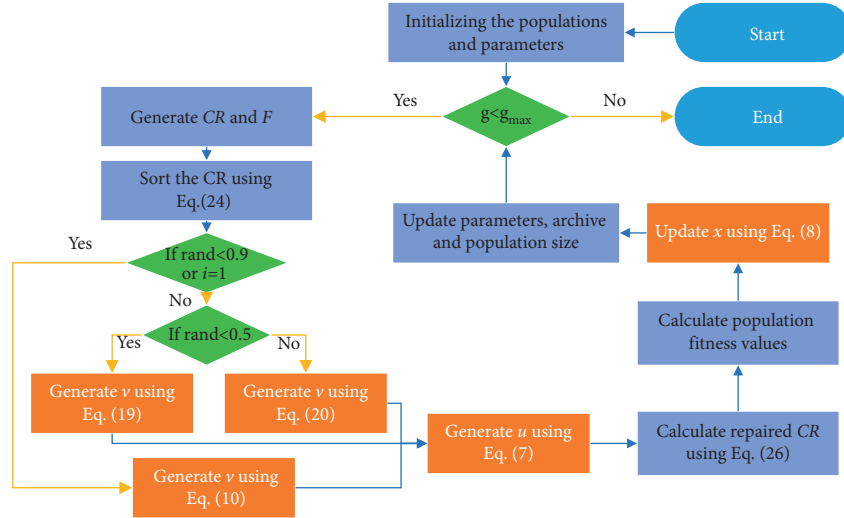 Initializing the populations
and parameters
Start
Yes
No
Generate CR and F
g<gmax
End
Sort the CR using
Eq.(24)
Update parameters, archive
and population size
Update x using Eq. (8)
Yes
If rand<0.9
or i=1
No
If rand<0.5
Yes
No
Calculate population
fitness values
Generate v using
Eq. (19)
Generate v using
Eq. (20)
Generate u using
Eq. (7)
Calculate repaired CR
using Eq. (26)
Generate v using
Eq. (10)